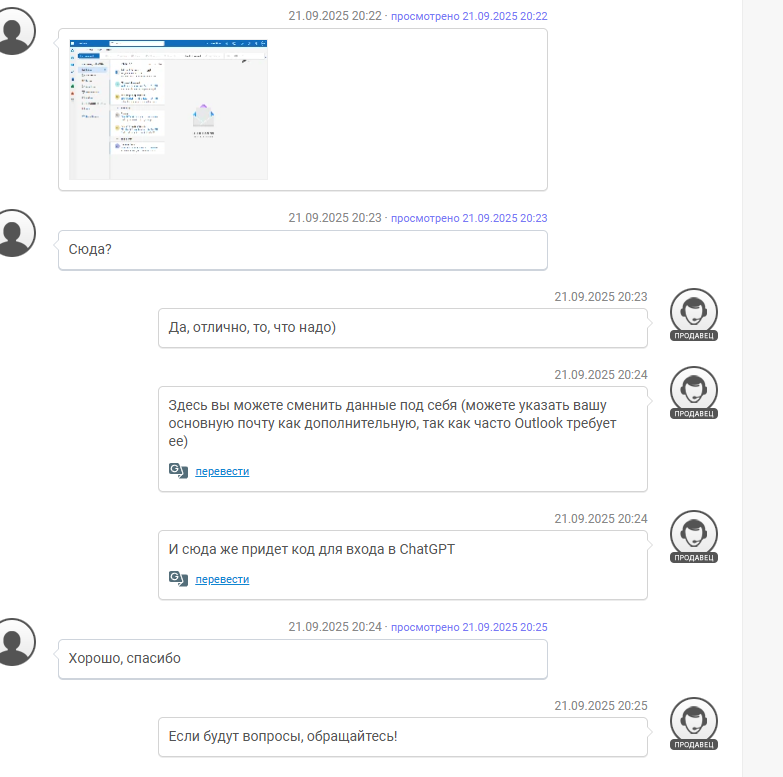 21.09.2025 20:22 · просмотрено 21.09.2025 20:22
21.09.2025 20:23 · просмотрено 21.09.2025 20:23
Сюда?
21.09.2025 20:23
Да, отлично, то, что надо)
ПРОДАВЕЦ
21.09.2025 20:24
Здесь вы можете сменить данные под себя (можете указать вашу
основную почту как дополнительную, так как часто Outlook требует
ее)
перевести
ПРОДАВЕЦ
21.09.2025 20:24
И сюда же придет код для входа в ChatGPT
перевести
ПРОДАВЕЦ
21.09.2025 20:24 · просмотрено 21.09.2025 20:25
Хорошо, спасибо
21.09.2025 20:25
Если будут вопросы, обращайтесь!
ПРОДАВЕЦ